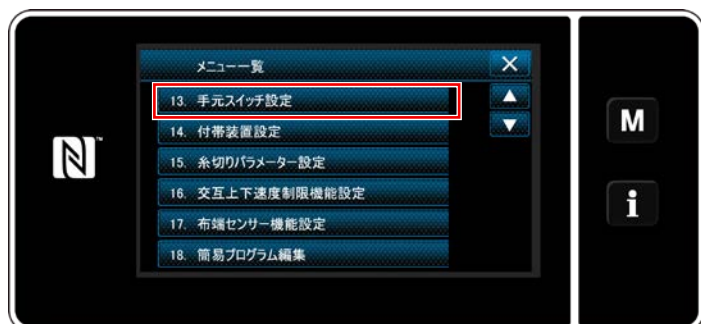 メニュー一覧
13. 手元スイッチ設定
14. 付帯装置設定
15. 糸切りパラメーター設定
16. 交互上下速度制限機能設定
17. 布端センサー機能設定
18. 簡易プログラム編集
N™
M
i